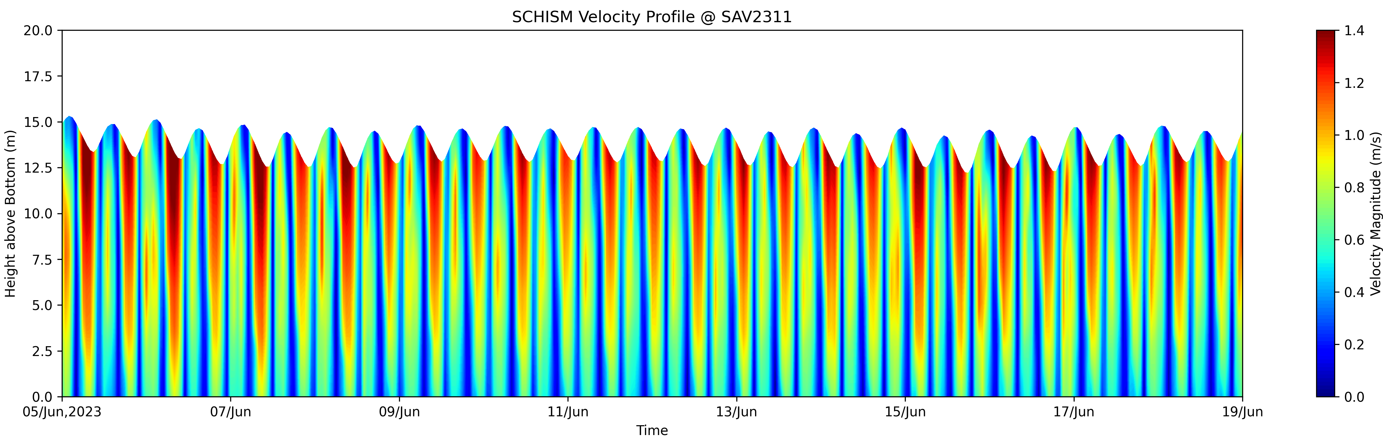 SCHISM Velocity Profile @ SAV2311
20.0
17.5
15.0
12.5
10.0
7.5
5.0
2.5
0.0
Height above Bottom (m)
05/Jun,2023
07/Jun
09/Jun
11/Jun
13/Jun
15/Jun
17/Jun
19/Jun
Time
1.4
1.2
1.0
0.8
0.6
0.4
0.2
0.0
Velocity Magnitude (m/s)